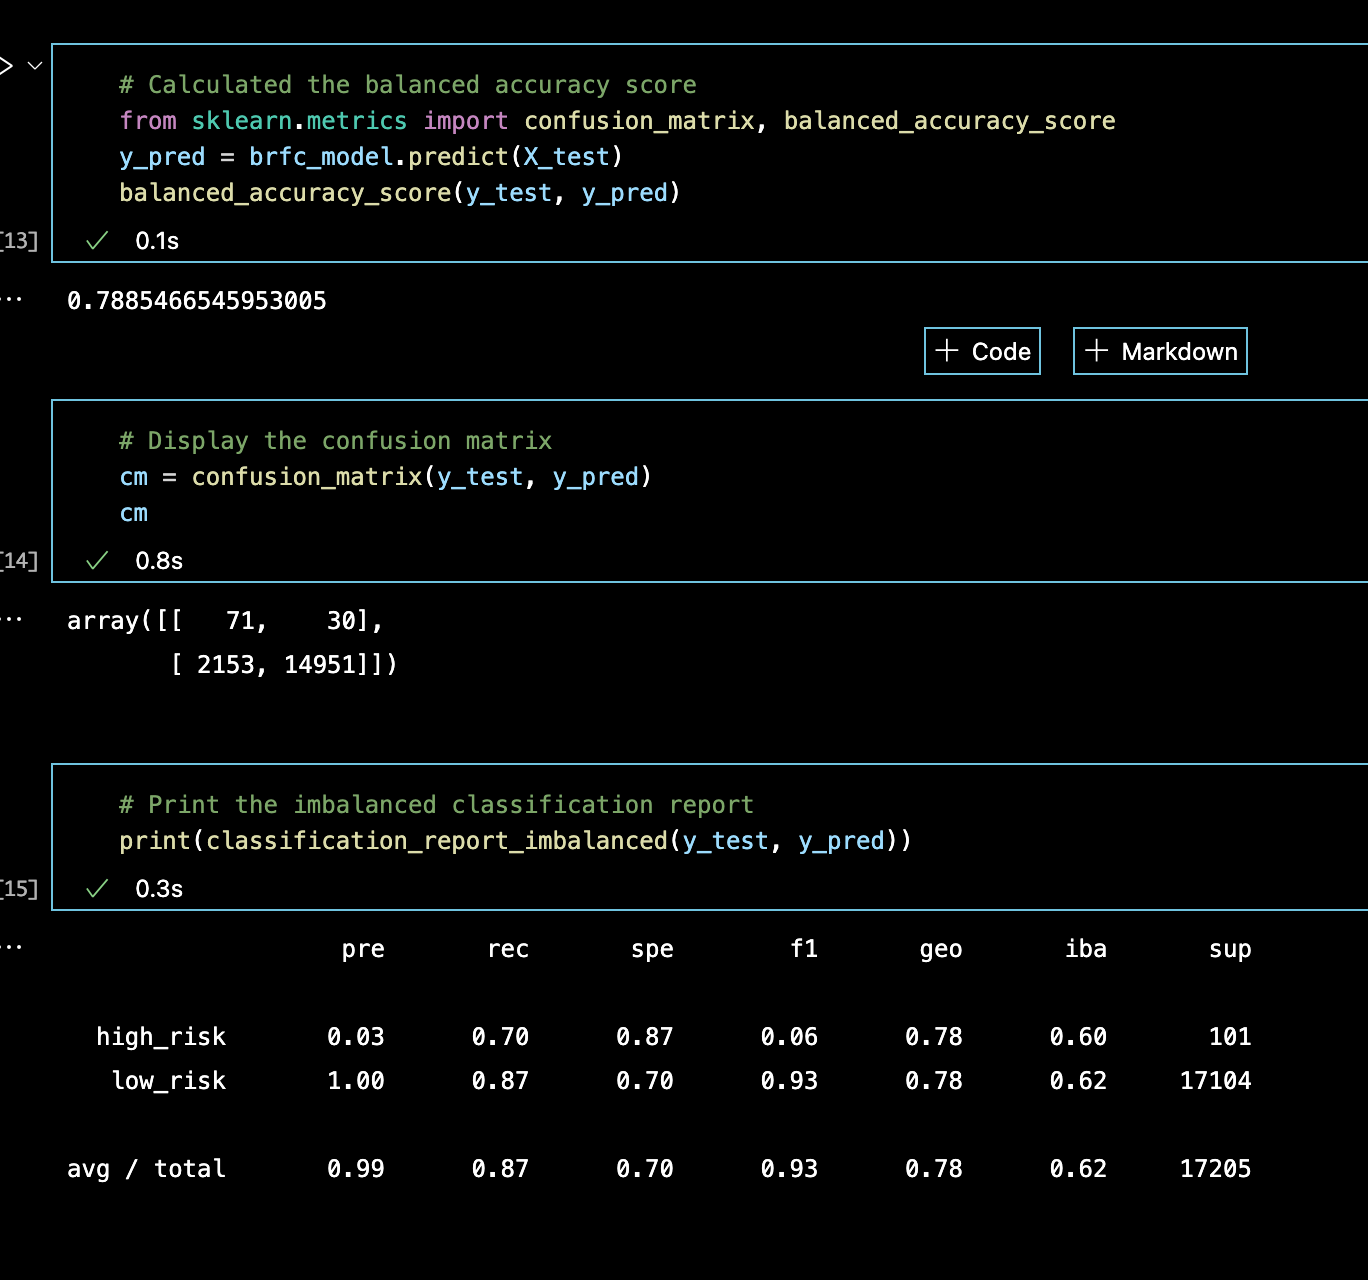 # Calculated the balanced accuracy score
from sklearn.metrics import confusion_matrix, balanced_accuracy_score
y_pred = brfc_model.predict(X_test)
balanced_accuracy_score(y_test, y_pred)
[13] ✓ 0.1s
... 0.7885466545953005
+ Code + Markdown
# Display the confusion matrix
cm = confusion_matrix(y_test, y_pred)
cm
[14] ✓ 0.8s
... array([[   71,    30],
       [ 2153, 14951]])
# Print the imbalanced classification report
print(classification_report_imbalanced(y_test, y_pred))
[15] ✓ 0.3s
... pre rec spe f1 geo iba sup
high_risk 0.03 0.70 0.87 0.06 0.78 0.60 101
low_risk 1.00 0.87 0.70 0.93 0.78 0.62 17104
avg / total 0.99 0.87 0.70 0.93 0.78 0.62 17205